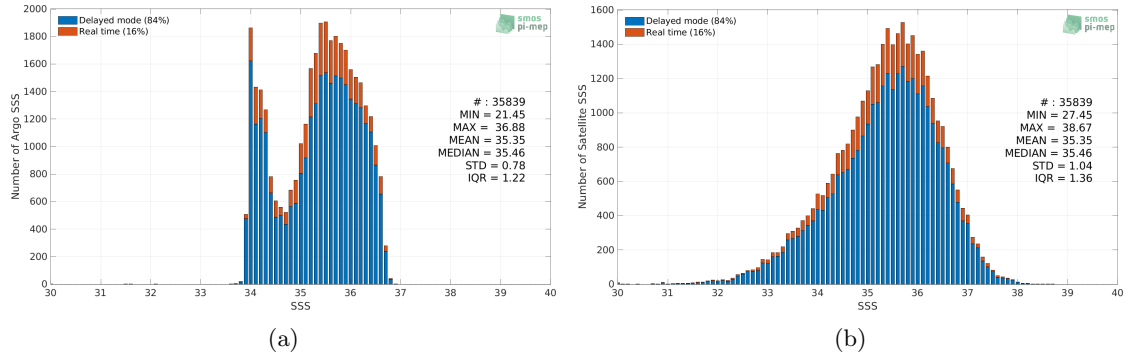 Delayed mode (84%)
Real time (16%)
smos
pi-mep
Number of Argo SSS
2000
1800
1600
1400
1200
1000
800
600
400
200
0
# : 35839
MIN = 21.45
MAX = 36.88
MEAN = 35.35
MEDIAN = 35.46
STD = 0.78
IQR = 1.22
30 31 32 33 34 35 36 37 38 39 40
SSS
(a)
Delayed mode (84%)
Real time (16%)
smos
pi-mep
Number of Satellite SSS
1600
1400
1200
1000
800
600
400
200
0
# : 35839
MIN = 27.45
MAX = 38.67
MEAN = 35.35
MEDIAN = 35.46
STD = 1.04
IQR = 1.36
30 31 32 33 34 35 36 37 38 39 40
SSS
(b)